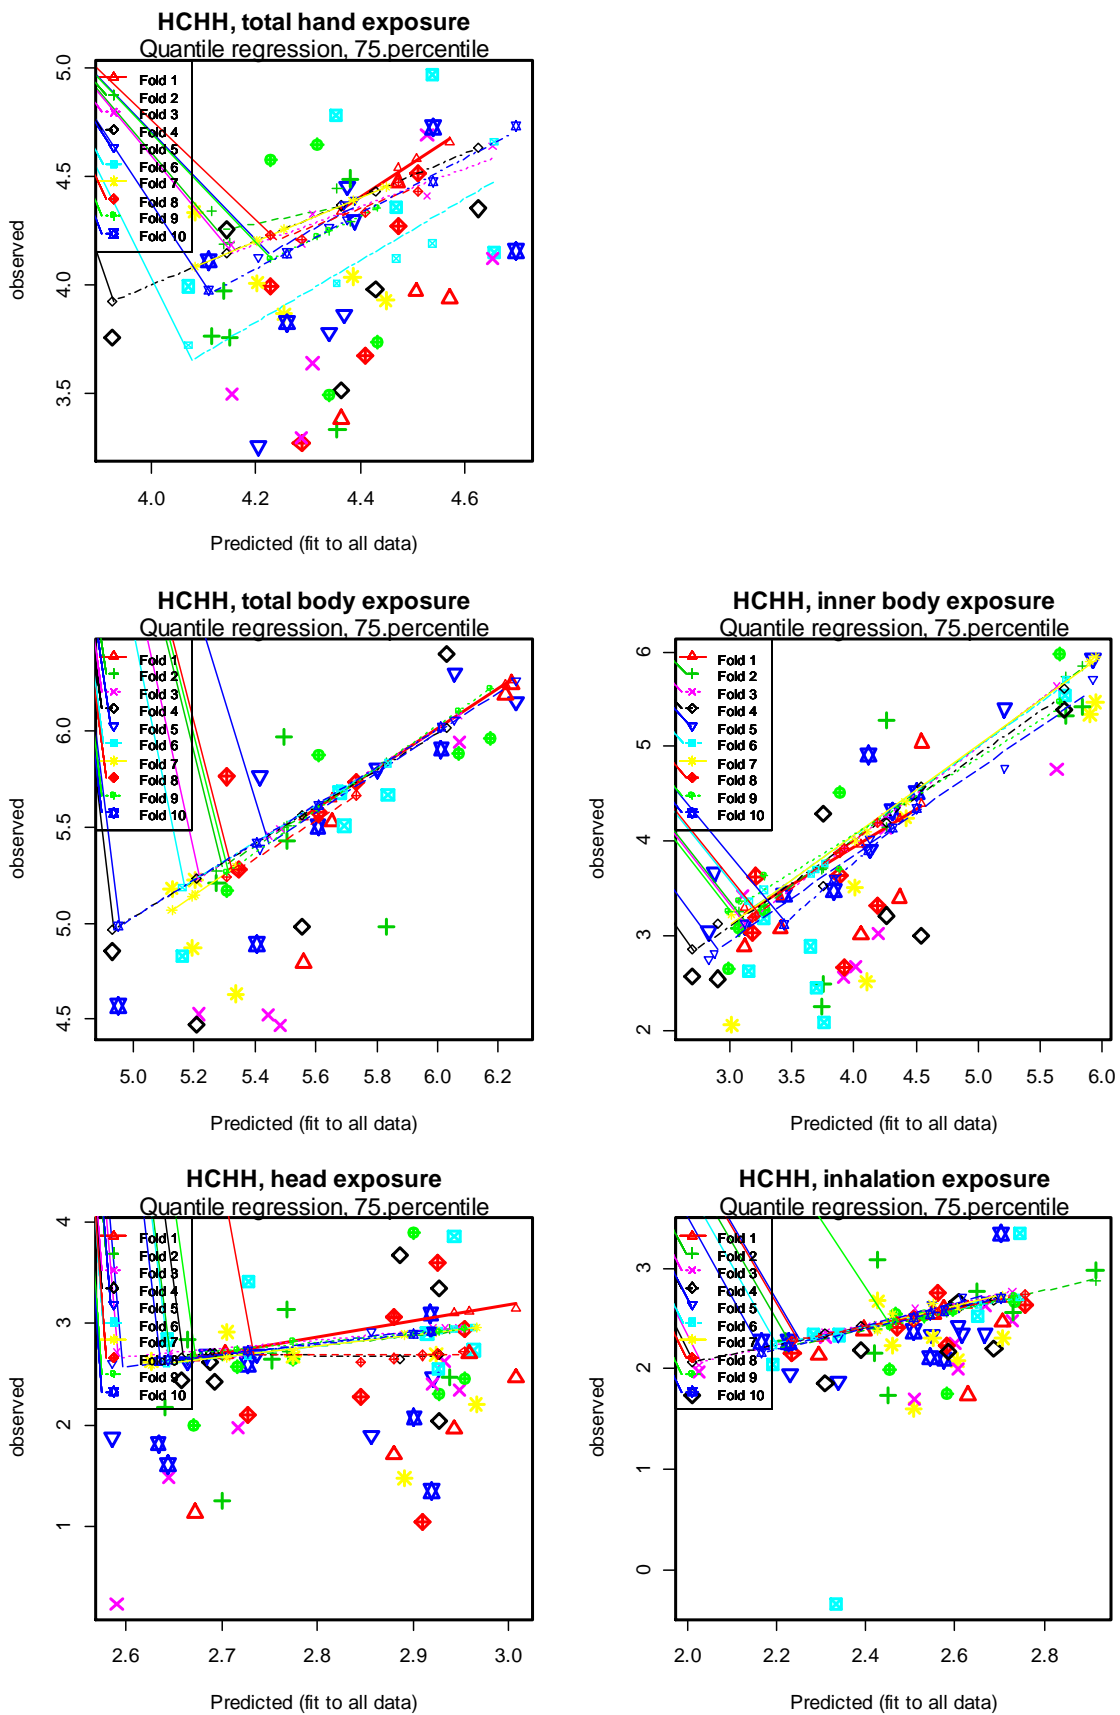 HCHH, total hand exposure
Quantile regression, 75.percentile
Fold 1
Fold 2
Fold 3
Fold 4
Fold 5
Fold 6
Fold 7
Fold 8
Fold 9
Fold 10
observed
5.0
4.5
4.0
3.5
4.0 4.2 4.4 4.6
Predicted (fit to all data)
HCHH, total body exposure
Quantile regression, 75.percentile
Fold 1
Fold 2
Fold 3
Fold 4
Fold 5
Fold 6
Fold 7
Fold 8
Fold 9
Fold 10
observed
6.0
5.5
5.0
4.5
5.0 5.2 5.4 5.6 5.8 6.0 6.2
Predicted (fit to all data)
HCHH, inner body exposure
Quantile regression, 75.percentile
Fold 1
Fold 2
Fold 3
Fold 4
Fold 5
Fold 6
Fold 7
Fold 8
Fold 9
Fold 10
observed
6
5
4
3
2
3.0 3.5 4.0 4.5 5.0 5.5 6.0
Predicted (fit to all data)
HCHH, head exposure
Quantile regression, 75.percentile
Fold 1
Fold 2
Fold 3
Fold 4
Fold 5
Fold 6
Fold 7
Fold 8
Fold 9
Fold 10
observed
4
3
2
1
2.6 2.7 2.8 2.9 3.0
Predicted (fit to all data)
HCHH, inhalation exposure
Quantile regression, 75.percentile
Fold 1
Fold 2
Fold 3
Fold 4
Fold 5
Fold 6
Fold 7
Fold 8
Fold 9
Fold 10
observed
3
2
1
0
2.0 2.2 2.4 2.6 2.8
Predicted (fit to all data)